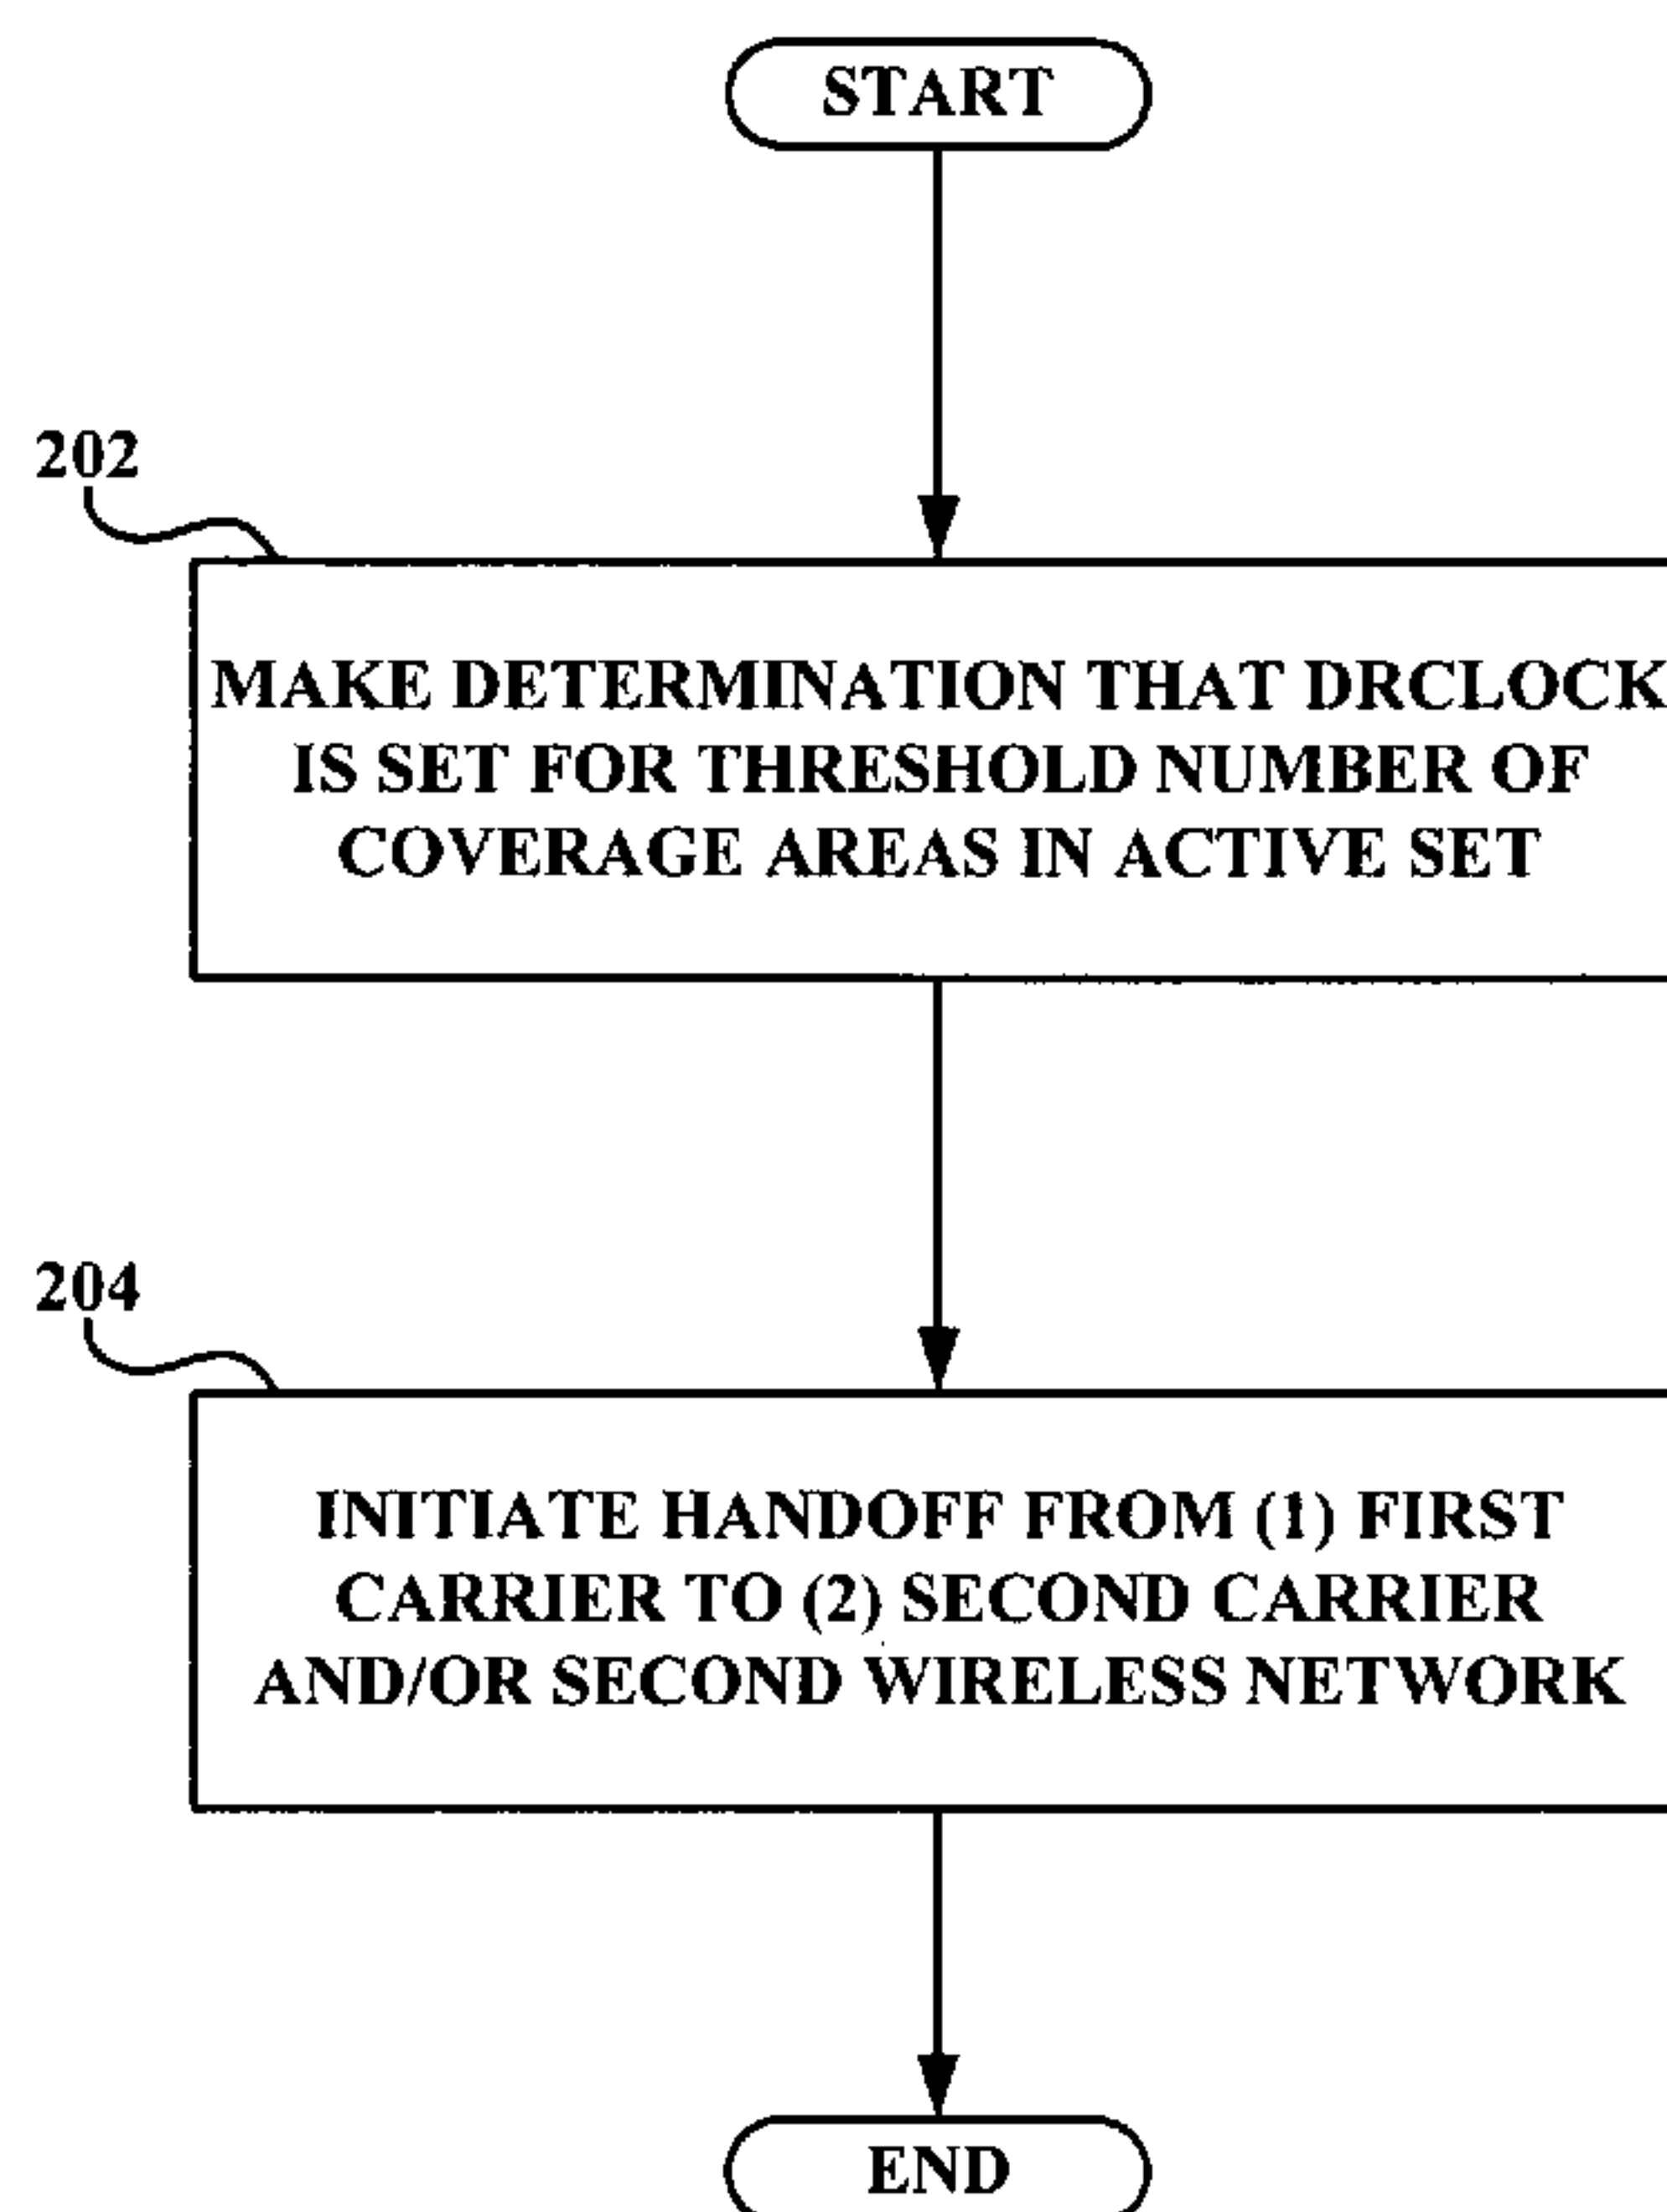 START
202
MAKE DETERMINATION THAT DRCLOCK
IS SET FOR THRESHOLD NUMBER OF
COVERAGE AREAS IN ACTIVE SET
204
INITIATE HANDOFF FROM (1) FIRST
CARRIER TO (2) SECOND CARRIER
AND/OR SECOND WIRELESS NETWORK
END